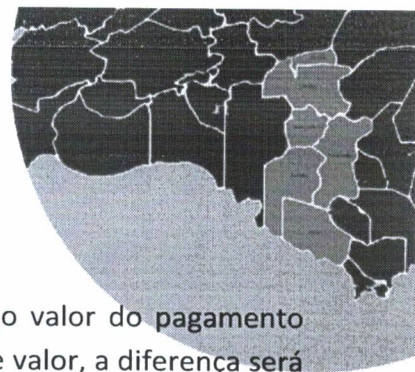 o valor do pagamento
e valor, a diferença será